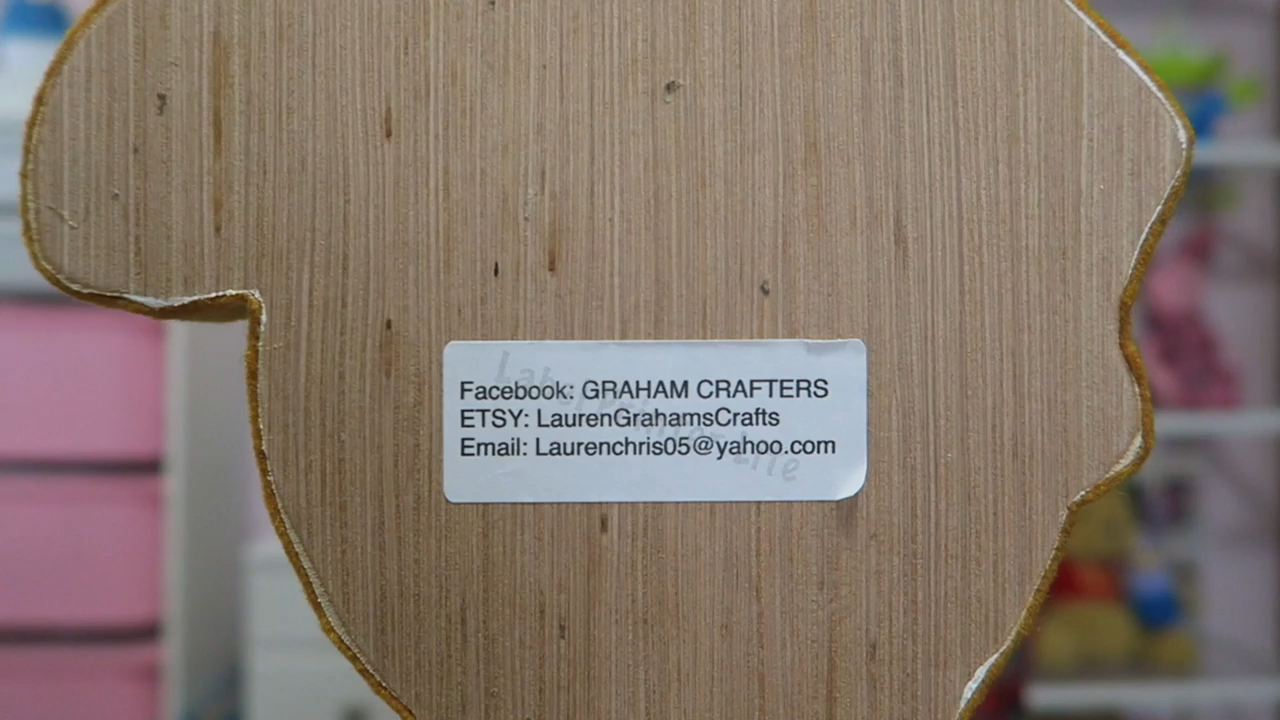 Facebook: GRAHAM CRAFTERS
ETSY: LaurenGrahamsCrafts
Email: Laurenchris05@yahoo.com